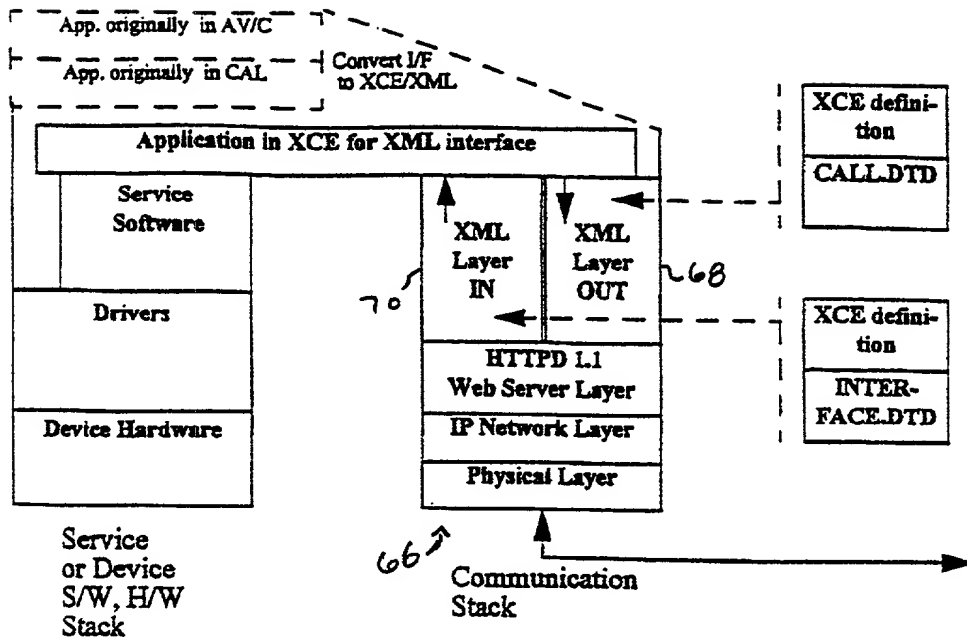 App. originally in AV/C
App. originally in CAL
Convert I/F
to XCE/XML
Application in XCE for XML interface
Service
Software
Drivers
Device Hardware
Service
or Device
S/W, H/W
Stack
XML
Layer
IN
XML
Layer
OUT
70
68
HTTPD 1.1
Web Server Layer
IP Network Layer
Physical Layer
66
Communication
Stack
XCE defini-
tion
CALL.DTD
XCE defini-
tion
INTER-
FACE.DTD